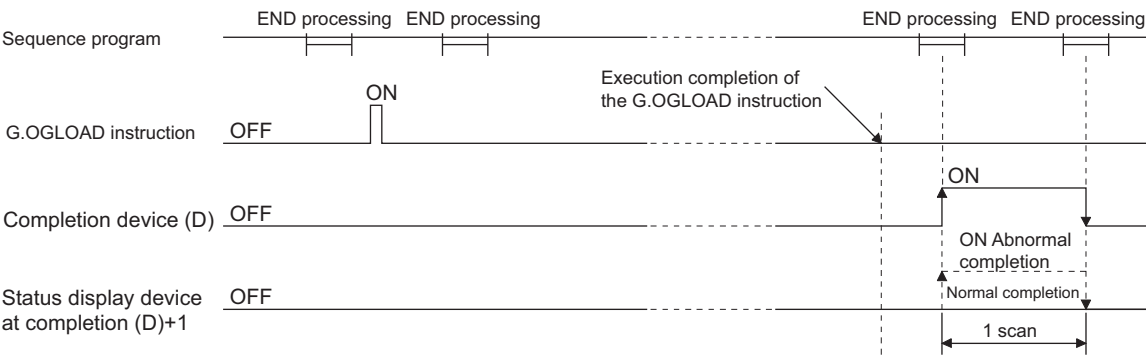 END processing END processing END processing END processing
Sequence program
Execution completion of
the G.OGLOAD instruction
ON
G.OGLOAD instruction OFF
ON
Completion device (D) OFF
ON Abnormal
completion
Status display device
at completion (D)+1
OFF
Normal completion
1 scan